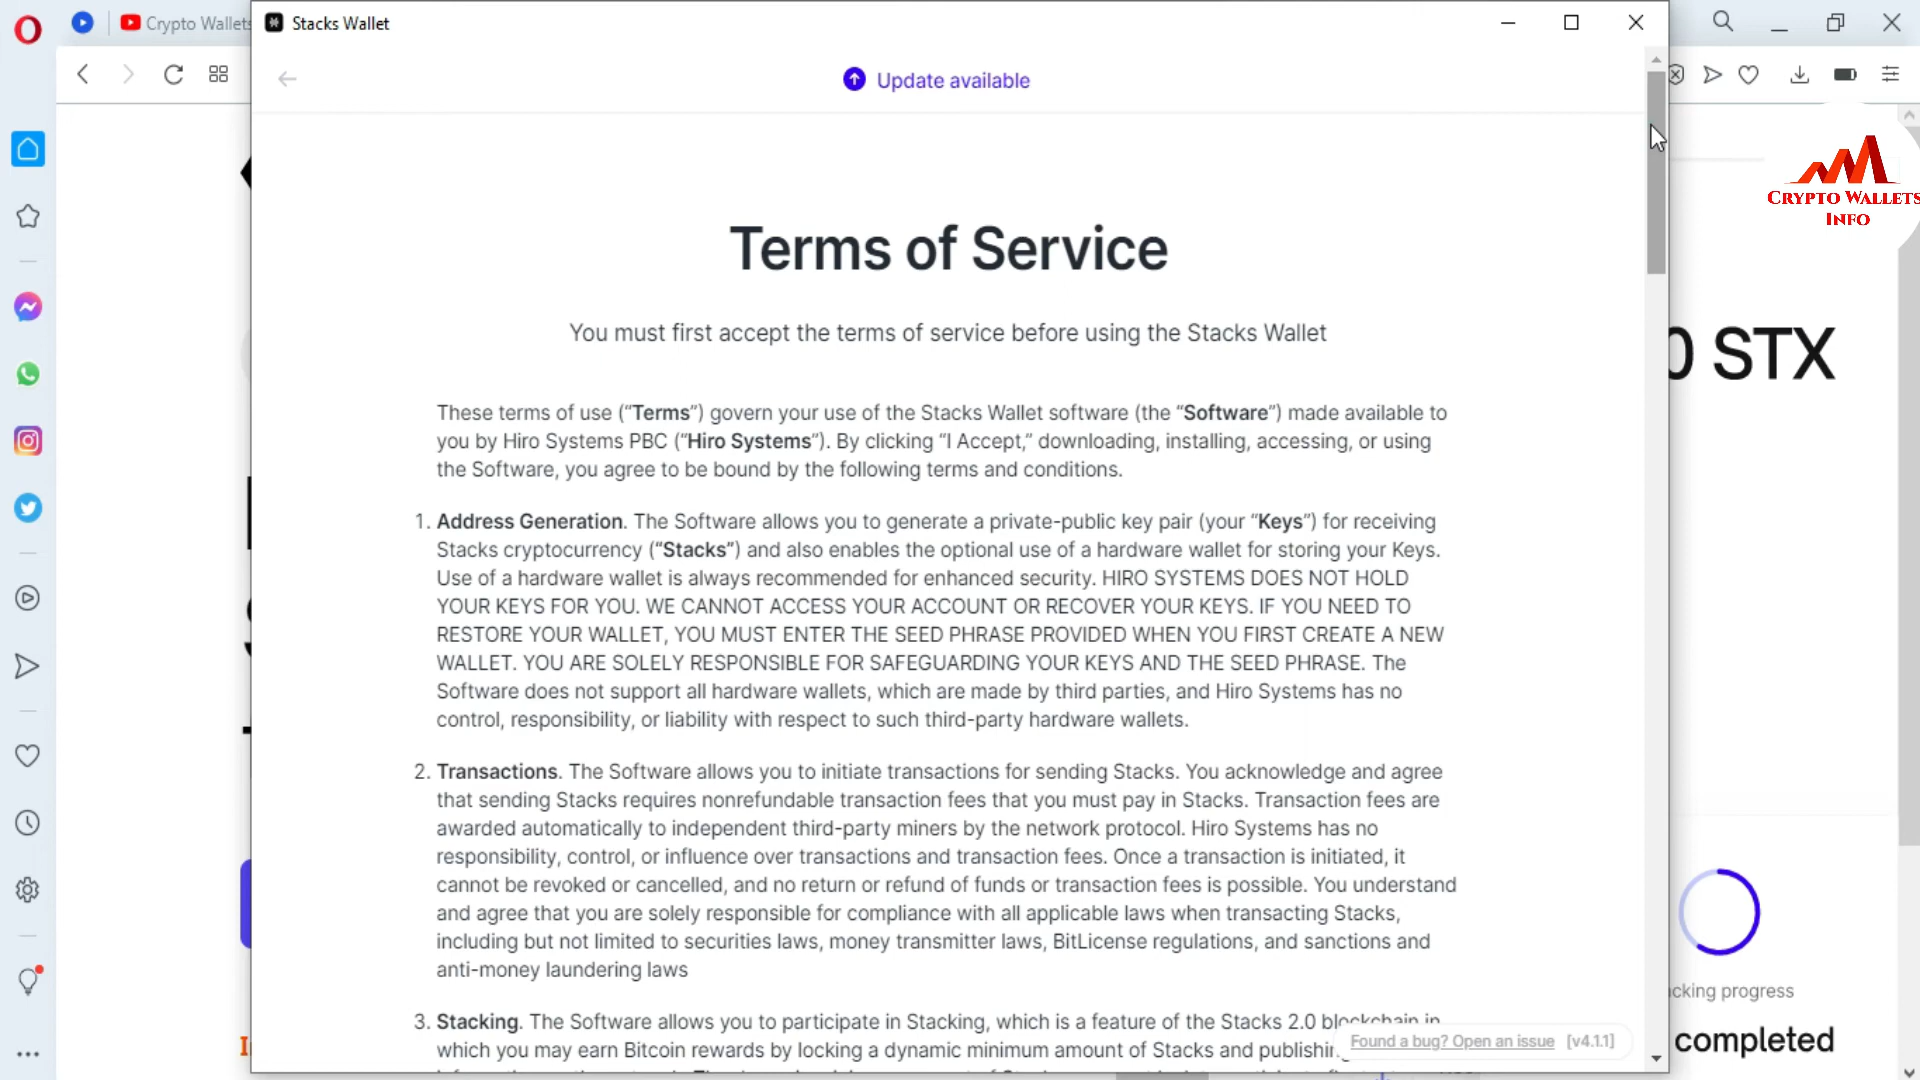 Crypto Wallets
Stacks Wallet
Update available
CRYPTO WALLETS
INFO
Terms of Service
You must first accept the terms of service before using the Stacks Wallet
0 STX
These terms of use (“Terms”) govern your use of the Stacks Wallet software (the “Software”) made available to
you by Hiro Systems PBC (“Hiro Systems”). By clicking “I Accept,” downloading, installing, accessing, or using
the Software, you agree to be bound by the following terms and conditions.
1. Address Generation. The Software allows you to generate a private-public key pair (your “Keys”) for receiving
Stacks cryptocurrency (“Stacks”) and also enables the optional use of a hardware wallet for storing your Keys.
Use of a hardware wallet is always recommended for enhanced security. HIRO SYSTEMS DOES NOT HOLD
YOUR KEYS FOR YOU. WE CANNOT ACCESS YOUR ACCOUNT OR RECOVER YOUR KEYS. IF YOU NEED TO
RESTORE YOUR WALLET, YOU MUST ENTER THE SEED PHRASE PROVIDED WHEN YOU FIRST CREATE A NEW
WALLET. YOU ARE SOLELY RESPONSIBLE FOR SAFEGUARDING YOUR KEYS AND THE SEED PHRASE. The
Software does not support all hardware wallets, which are made by third parties, and Hiro Systems has no
control, responsibility, or liability with respect to such third-party hardware wallets.
2. Transactions. The Software allows you to initiate transactions for sending Stacks. You acknowledge and agree
that sending Stacks requires nonrefundable transaction fees that you must pay in Stacks. Transaction fees are
awarded automatically to independent third-party miners by the network protocol. Hiro Systems has no
responsibility, control, or influence over transactions and transaction fees. Once a transaction is initiated, it
cannot be revoked or cancelled, and no return or refund of funds or transaction fees is possible. You understand
and agree that you are solely responsible for compliance with all applicable laws when transacting Stacks,
including but not limited to securities laws, money transmitter laws, BitLicense regulations, and sanctions and
anti-money laundering laws
3. Stacking. The Software allows you to participate in Stacking, which is a feature of the Stacks 2.0 blockchain in
which you may earn Bitcoin rewards by locking a dynamic minimum amount of Stacks and publishing
Found a bug? Open an issue [v4.1.1]
acking progress
completed